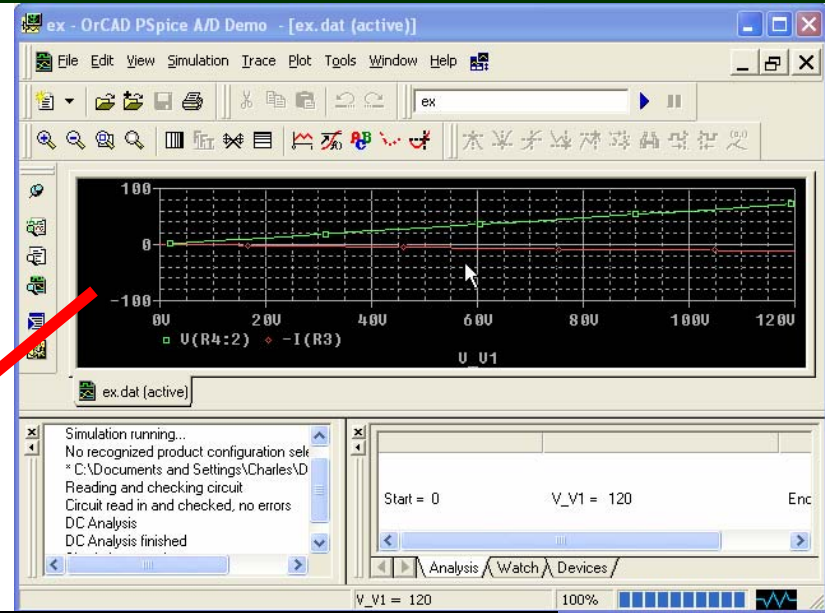 ex - OrCAD PSpice A/D Demo - [ex.dat (active)]
File Edit View Simulation Trace Plot Tools Window Help
ex
100
0
-100
0V 20V 40V 60V 80V 100V 120V
V(R4:2) -I(R3)
V_V1
ex.dat (active)
Simulation running...
No recognized product configuration sele
* C:\Documents and Settings\Charles\D
Reading and checking circuit
Circuit read in and checked, no errors
DC Analysis
DC Analysis finished
Start = 0 V_V1 = 120 Enc
Analysis Watch Devices
V_V1 = 120 100%